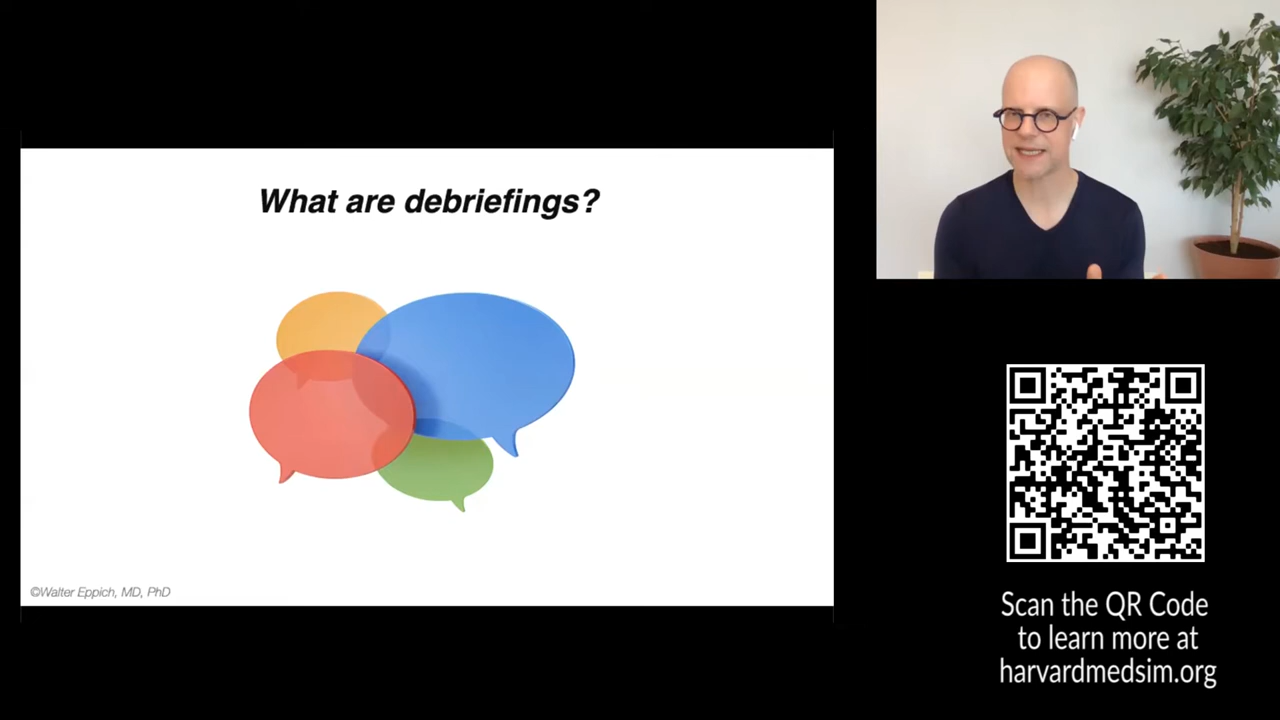 What are debriefings?
©Walter Eppich, MD, PhD
Scan the QR Code
to learn more at
harvardmedsim.org